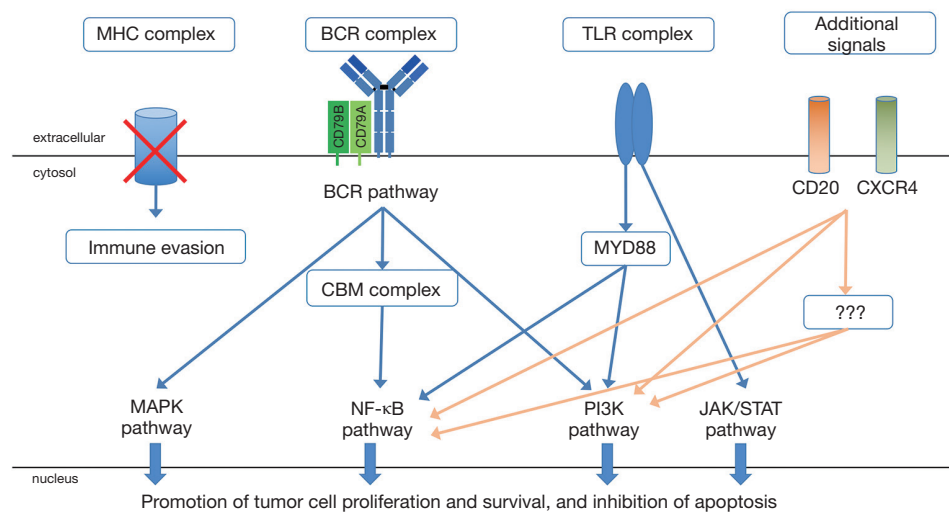 MHC complex
BCR complex
TLR complex
Additional
signals
CD79B
CD79A
extracellular
cytosol
CD20
CXCR4
BCR pathway
Immune evasion
MYD88
CBM complex
???
MAPK
pathway
NF-κB
pathway
PI3K
pathway
JAK/STAT
pathway
nucleus
Promotion of tumor cell proliferation and survival, and inhibition of apoptosis